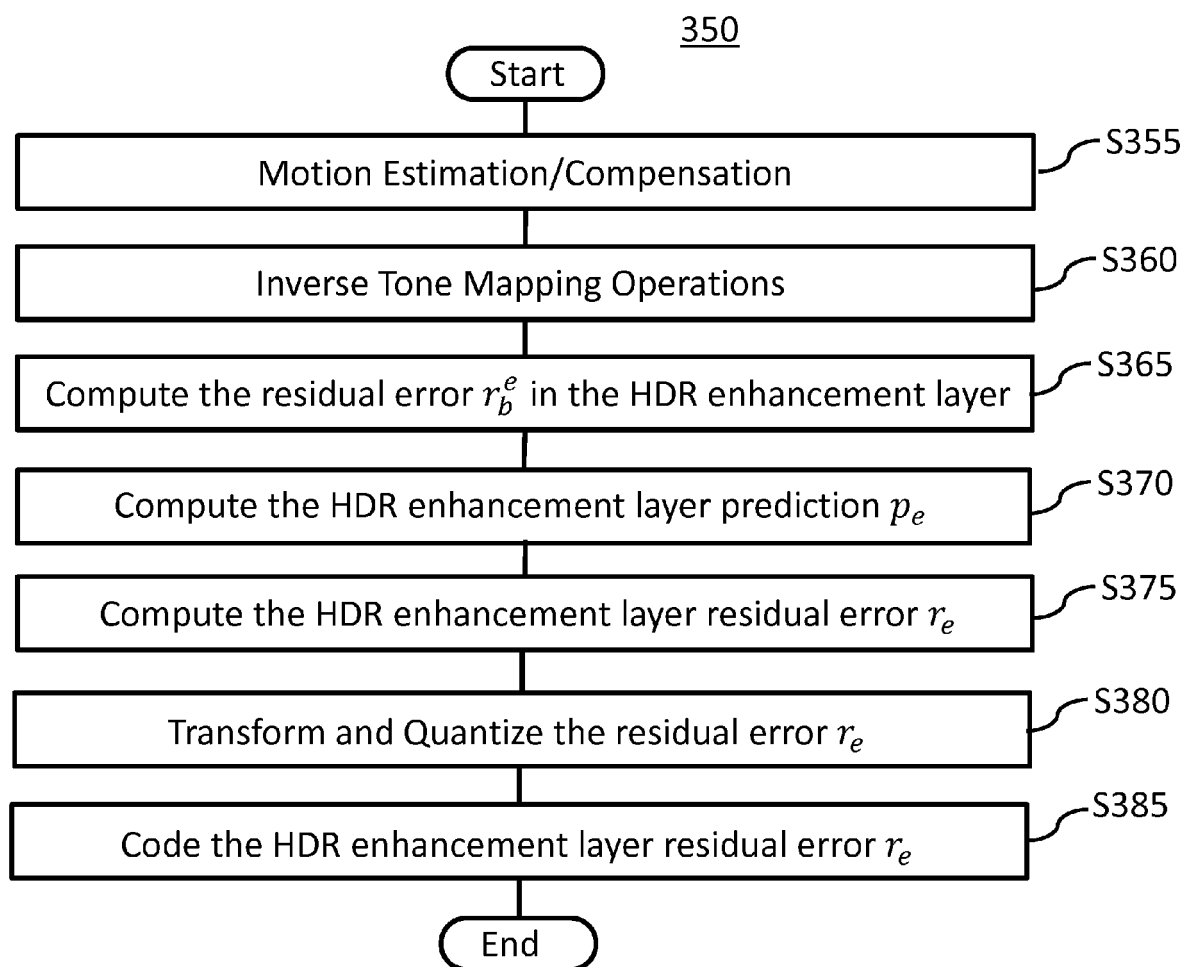 350
Start
Motion Estimation/Compensation
S355
Inverse Tone Mapping Operations
S360
Compute the residual error $r_b^e$ in the HDR enhancement layer
S365
Compute the HDR enhancement layer prediction $p_e$
S370
Compute the HDR enhancement layer residual error $r_e$
S375
Transform and Quantize the residual error $r_e$
S380
Code the HDR enhancement layer residual error $r_e$
S385
End